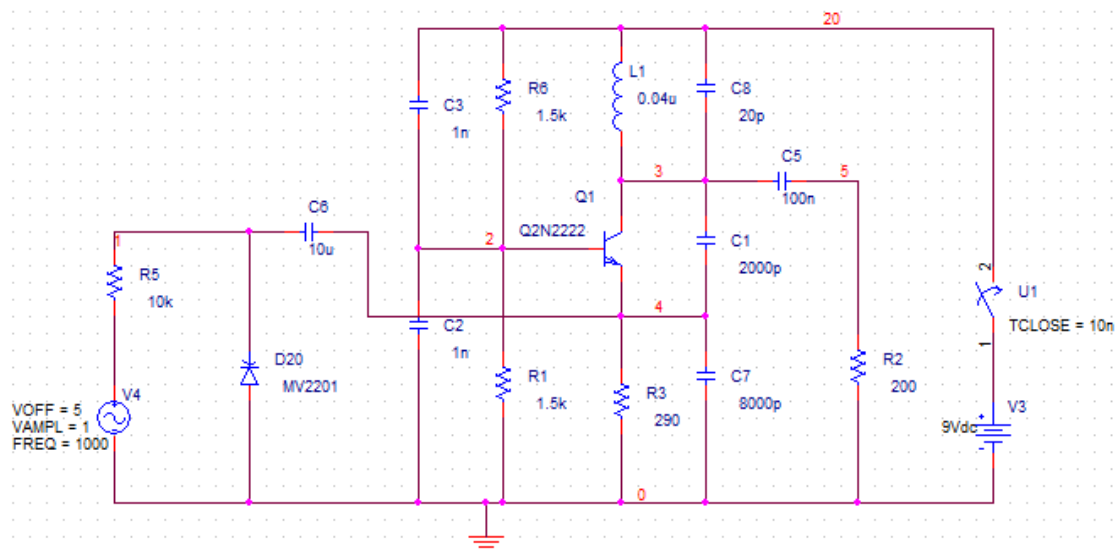 20
L1
0.04u
R6
1.5k
C3
1n
C8
20p
C5
100n
3
5
Q1
Q2N2222
C6
10u
1
2
R5
10k
C1
2000p
4
2
U1
TCLOSE = 10n
1
C2
1n
D20
MV2201
R1
1.5k
R3
290
C7
8000p
R2
200
V4
VOFF = 5
VAMPL = 1
FREQ = 1000
V3
9Vdc
0